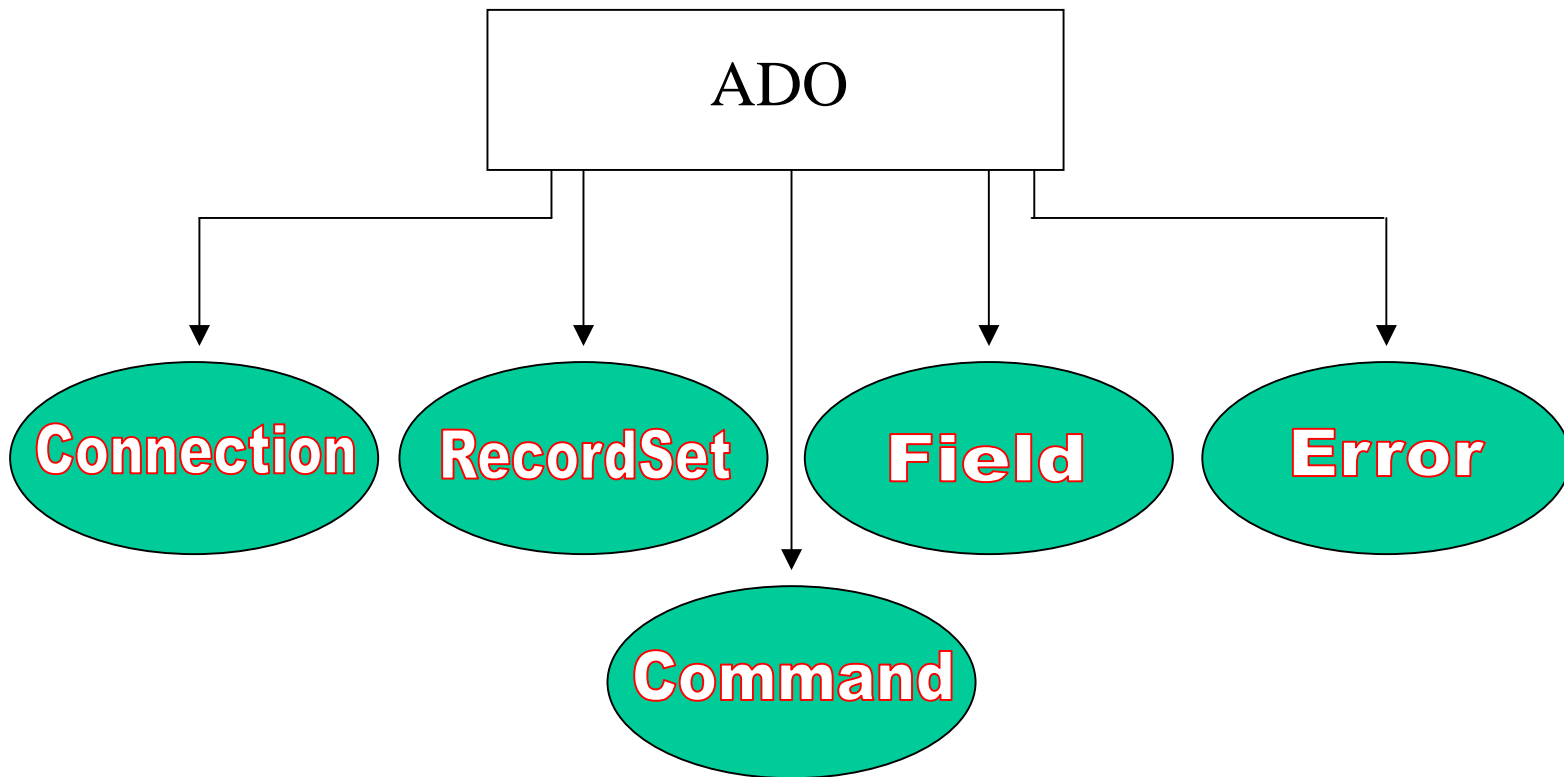 ADO
Connection
RecordSet
Field
Error
Command